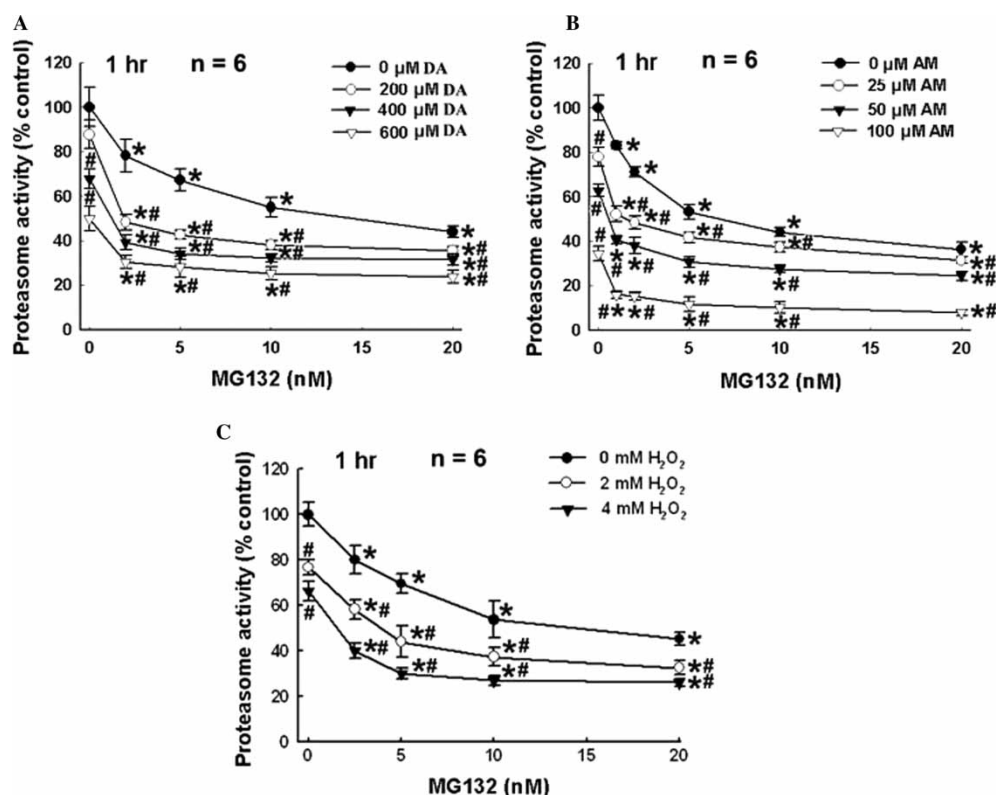 A
1 hr n = 6
0 µM DA
200 µM DA
400 µM DA
600 µM DA
Proteasome activity (% control)
120
100
80
60
40
20
0
* * * *
# *# *# *# *#
# *# *# *# *#
*# *# *# *#
0 5 10 15 20
MG132 (nM)
B
1 hr n = 6
0 µM AM
25 µM AM
50 µM AM
100 µM AM
Proteasome activity (% control)
120
100
80
60
40
20
0
* * * * *
# *# *# *# *# *#
# *# *# *# *# *#
# #* *# *# *# *#
0 5 10 15 20
MG132 (nM)
C
1 hr n = 6
0 mM H₂O₂
2 mM H₂O₂
4 mM H₂O₂
Proteasome activity (% control)
120
100
80
60
40
20
0
* * * *
# *# *# *# *#
# *# *# *# *#
0 5 10 15 20
MG132 (nM)